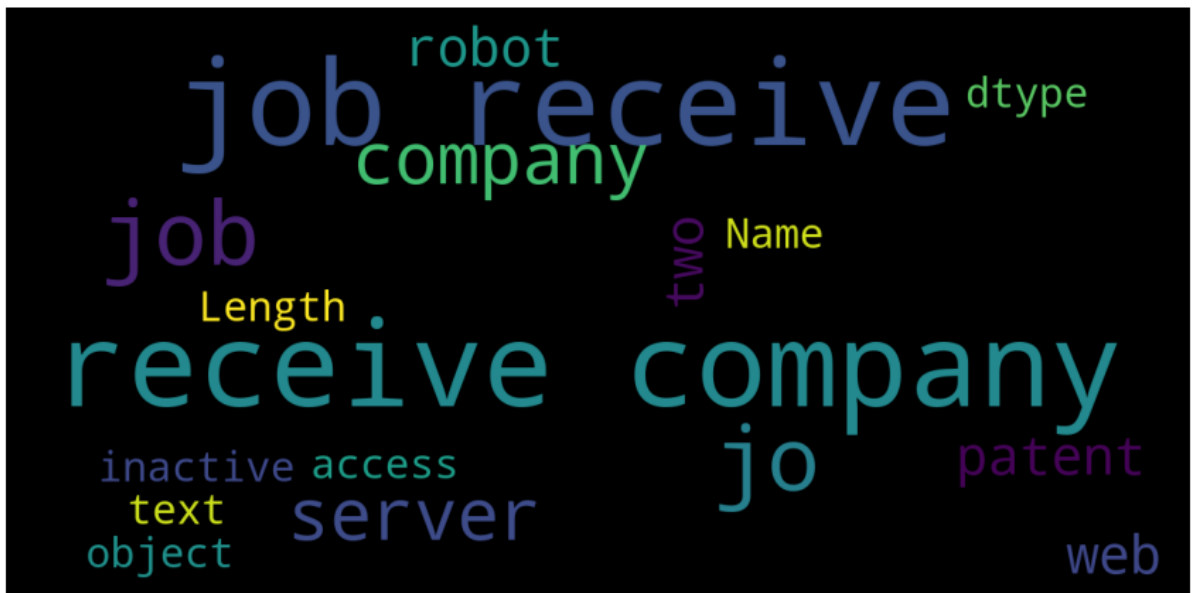 robot
job receive
dtype
company
job
two
Name
Length
receive company
jo
patent
inactive
access
text
server
object
web